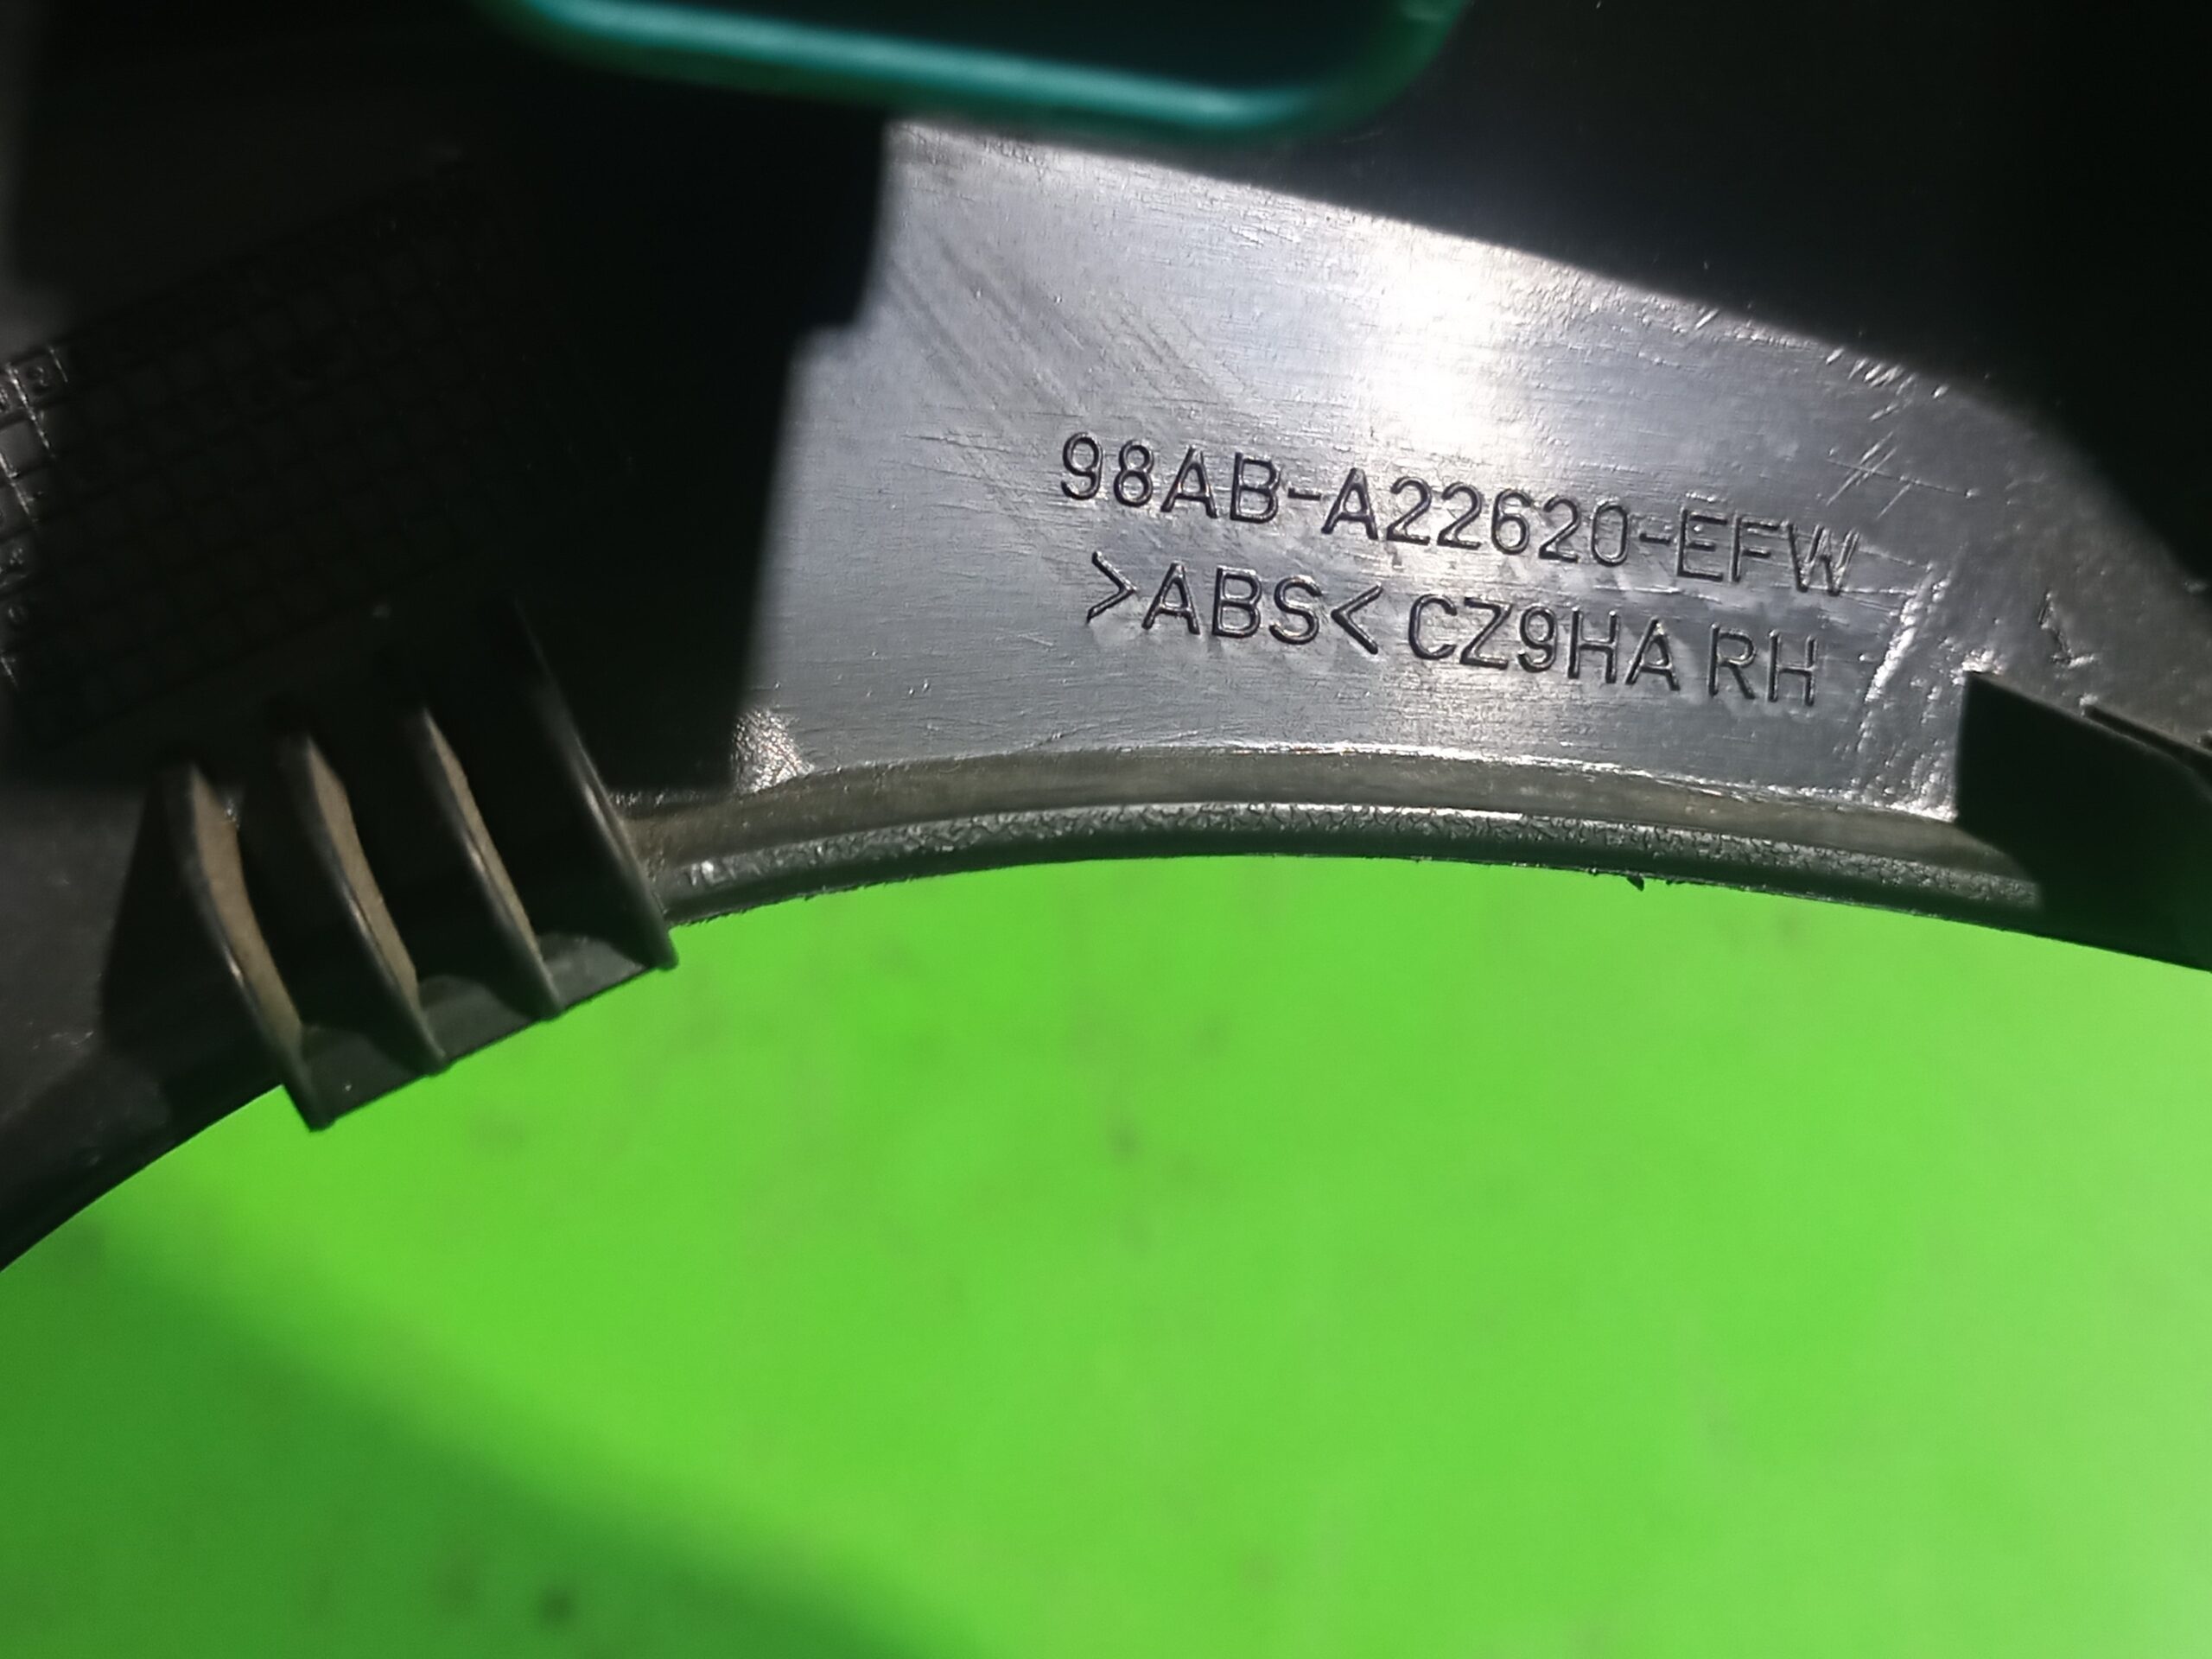 98AB-A22620-EFW
>ABS< CZ9HA RH